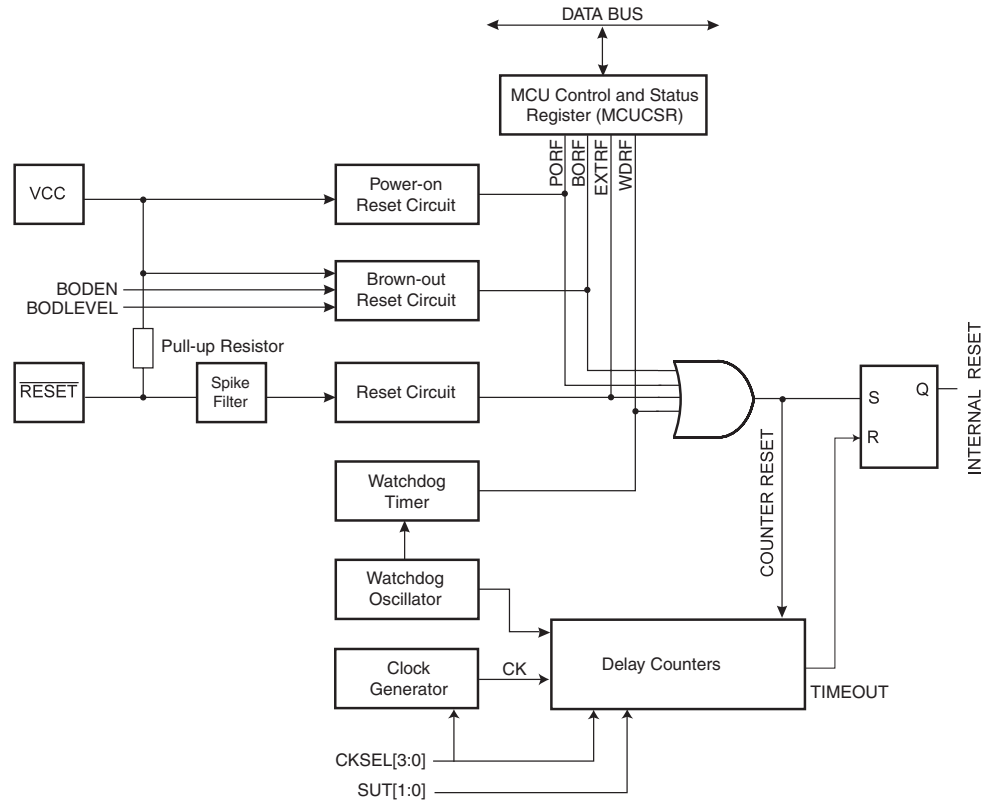 DATA BUS
MCU Control and Status
Register (MCUCSR)
PORF
BORF
EXTRF
WDRF
VCC
Power-on
Reset Circuit
Brown-out
Reset Circuit
BODEN
BODLEVEL
Pull-up Resistor
RESET
Spike
Filter
Reset Circuit
S
Q
R
INTERNAL RESET
COUNTER RESET
Watchdog
Timer
Watchdog
Oscillator
Clock
Generator
CK
Delay Counters
TIMEOUT
CKSEL[3:0]
SUT[1:0]